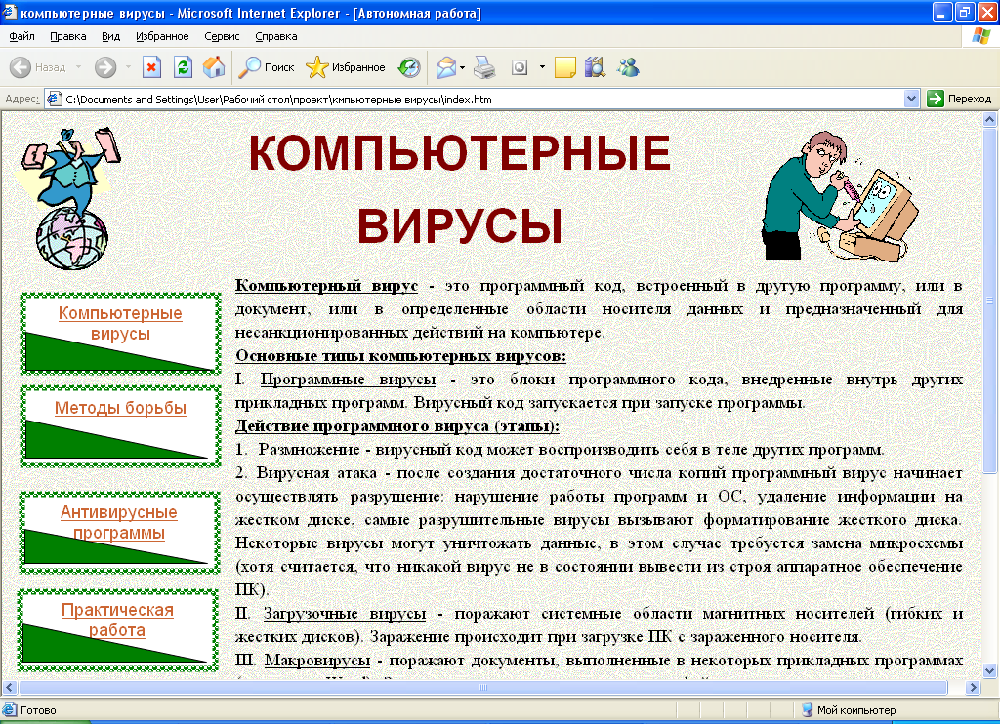 компьютерные вирусы - Microsoft Internet Explorer - [Автономная работа]
Файл Правка Вид Избранное Сервис Справка
Назад Поиск Избранное
Адрес: C:\Documents and Settings\User\Рабочий стол\проект\кмпьютерные вирусы\index.htm Переход
КОМПЬЮТЕРНЫЕ
ВИРУСЫ
Компьютерные
вирусы
Методы борьбы
Антивирусные
программы
Практическая
работа
Компьютерный вирус - это программный код, встроенный в другую программу, или в
документ, или в определенные области носителя данных и предназначенный для
несанкционированных действий на компьютере.
Основные типы компьютерных вирусов:
I. Программные вирусы - это блоки программного кода, внедренные внутрь других
прикладных программ. Вирусный код запускается при запуске программы.
Действие программного вируса (этапы):
1. Размножение - вирусный код может воспроизводить себя в теле других программ.
2. Вирусная атака - после создания достаточного числа копий программный вирус начинает
осуществлять разрушение: нарушение работы программ и ОС, удаление информации на
жестком диске, самые разрушительные вирусы вызывают форматирование жесткого диска.
Некоторые вирусы могут уничтожать данные, в этом случае требуется замена микросхемы
(хотя считается, что никакой вирус не в состоянии вывести из строя аппаратное обеспечение
ПК).
II. Загрузочные вирусы - поражают системные области магнитных носителей (гибких и
жестких дисков). Заражение происходит при загрузке ПК с зараженного носителя.
III. Макровирусы - поражают документы, выполненные в некоторых прикладных программах
Готово Мой компьютер